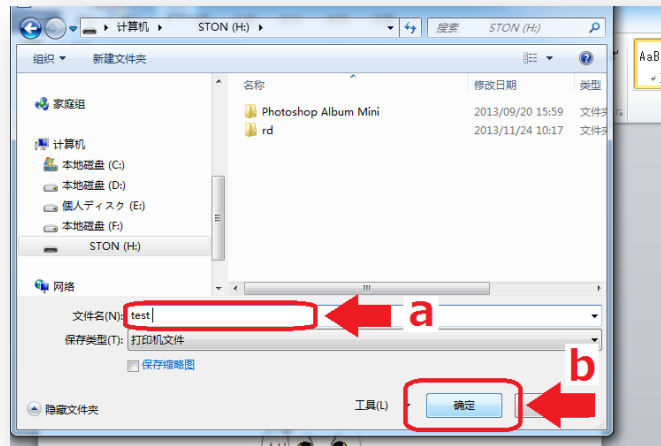 计算机 STON (H:) 搜索 STON (H:)
组织 新建文件夹
AaB
名称 修改日期 类型
家庭组
Photoshop Album Mini 2013/09/20 15:59 文件夹
rd 2013/11/24 10:17 文件夹
计算机
本地磁盘 (C:)
本地磁盘 (D:)
個人ディスク (E:)
本地磁盘 (F:)
STON (H:)
网络
文件名(N): test
a
保存类型(T): 打印机文件
保存缩略图
b
隐藏文件夹 工具(L) 确定